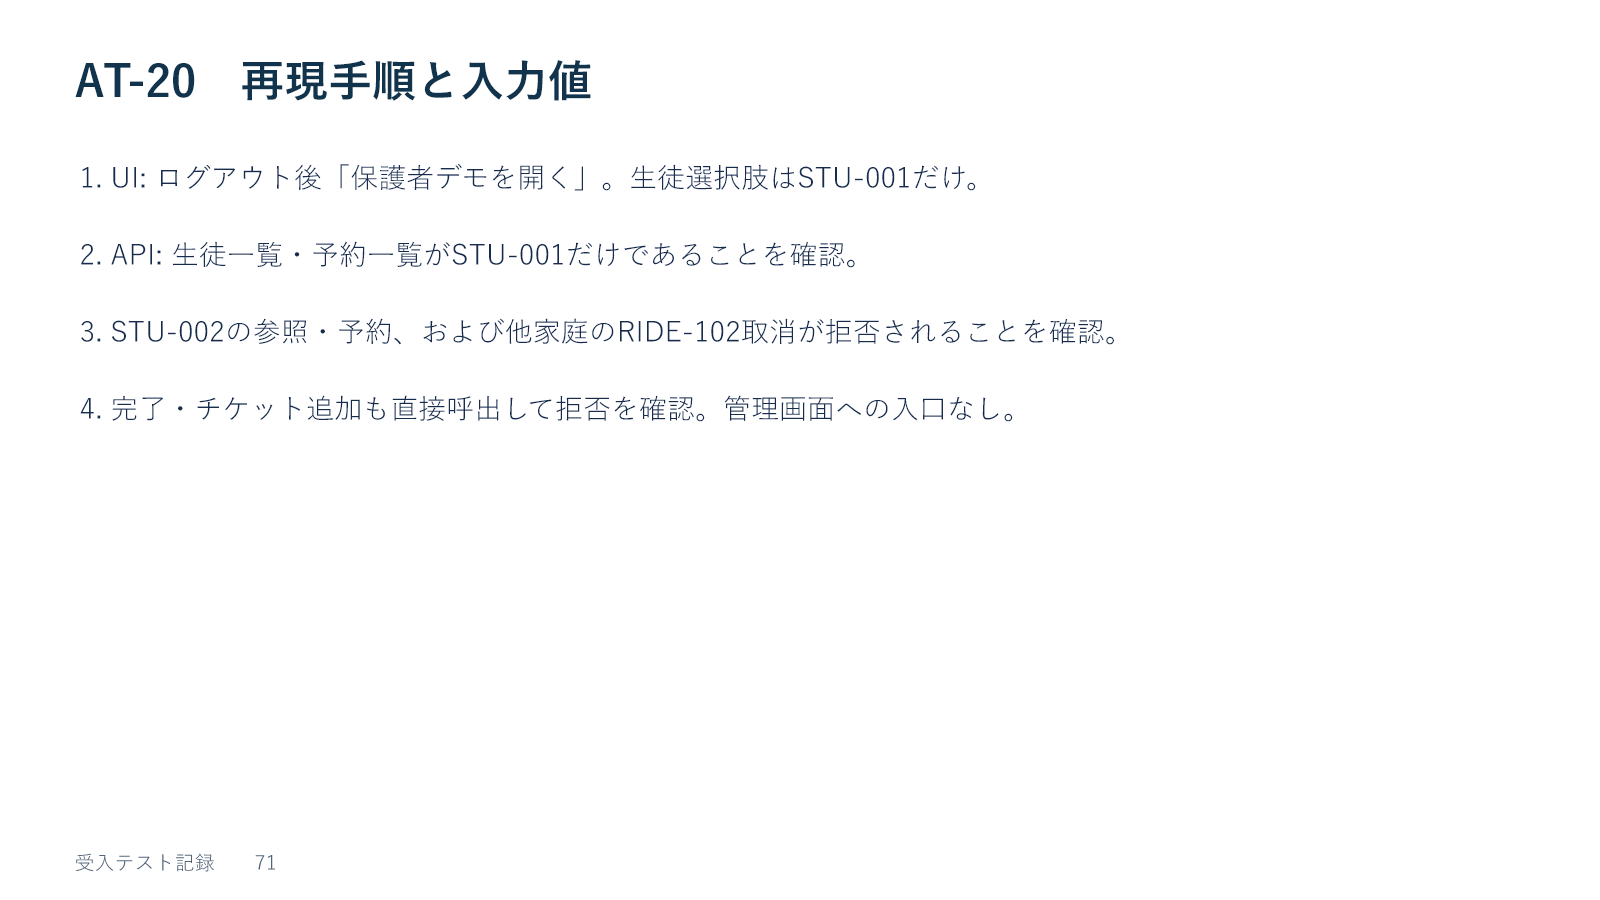 AT-20　再現手順と入力値
1. UI: ログアウト後「保護者デモを開く」。生徒選択肢はSTU-001だけ。
2. API: 生徒一覧・予約一覧がSTU-001だけであることを確認。
3. STU-002の参照・予約、および他家庭のRIDE-102取消が拒否されることを確認。
4. 完了・チケット追加も直接呼出して拒否を確認。管理画面への入口なし。
受入テスト記録　　71